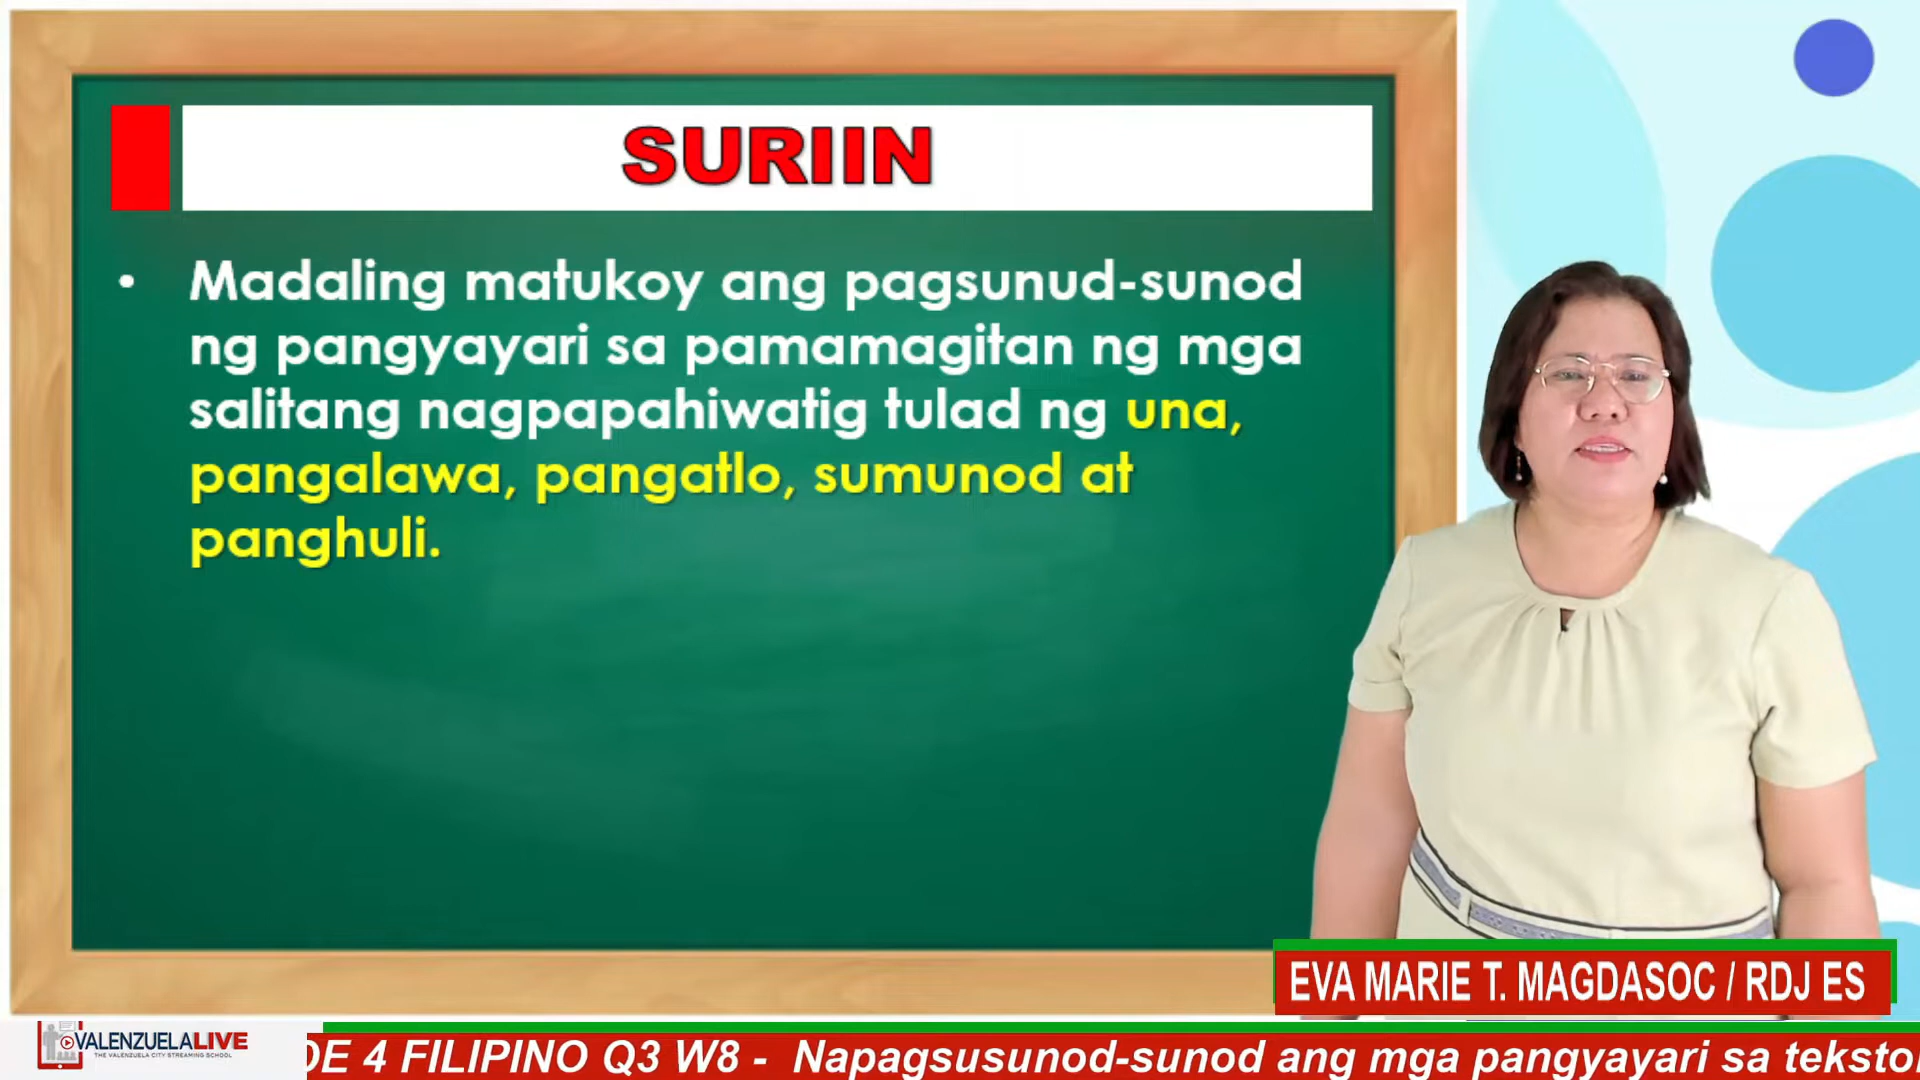 SURIIN
• Madaling matukoy ang pagsunud-sunod
ng pangyayari sa pamamagitan ng mga
salitang nagpapahiwatig tulad ng una,
pangalawa, pangatlo, sumunod at
panghuli.
EVA MARIE T. MAGDASOC / RDJ ES
VALENZUELALIVE
THE VALENZUELA CITY STREAMING SCHOOL
DE 4 FILIPINO Q3 W8 - Napagsusunod-sunod ang mga pangyayari sa teksto